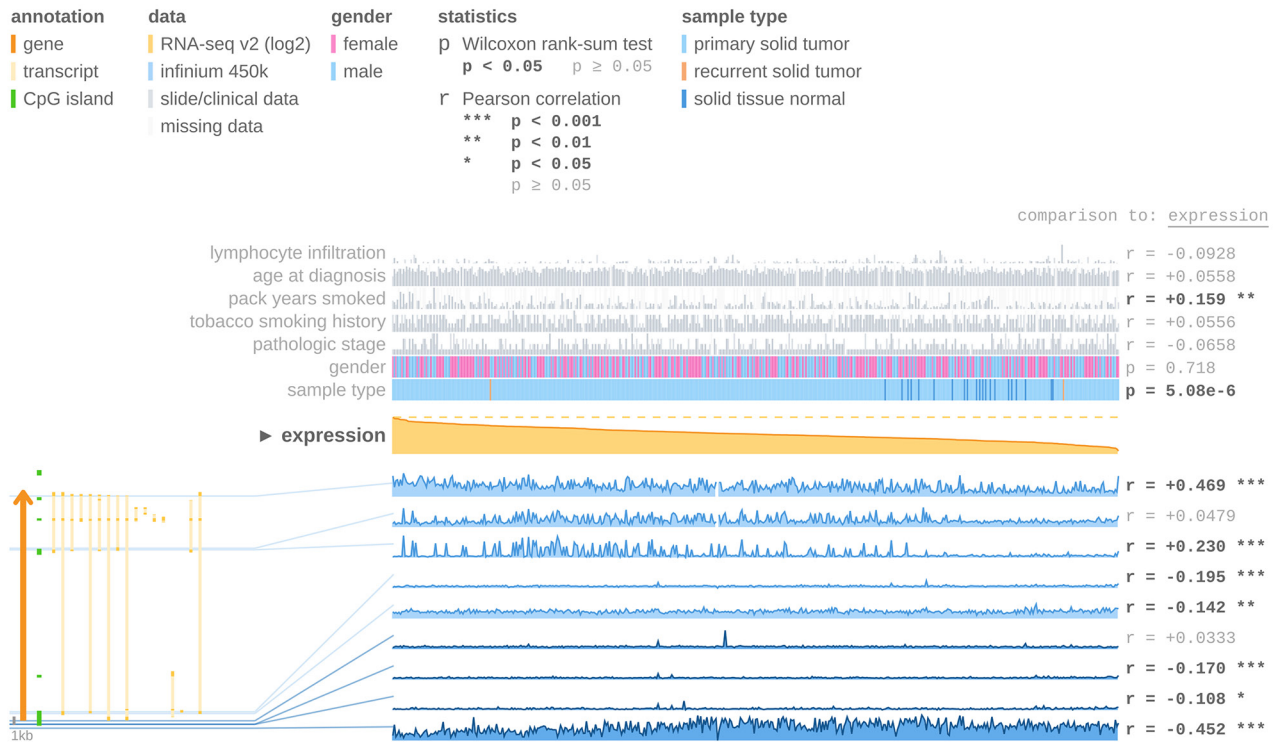 annotation
gene
transcript
CpG island
data
RNA-seq v2 (log2)
infinium 450k
slide/clinical data
missing data
gender
female
male
statistics
p Wilcoxon rank-sum test
p < 0.05 p ≥ 0.05
r Pearson correlation
*** p < 0.001
** p < 0.01
* p < 0.05
p ≥ 0.05
sample type
primary solid tumor
recurrent solid tumor
solid tissue normal
comparison to: expression
lymphocyte infiltration r = -0.0928
age at diagnosis r = +0.0558
pack years smoked r = +0.159 **
tobacco smoking history r = +0.0556
pathologic stage r = -0.0658
gender p = 0.718
sample type p = 5.08e-6
► expression
r = +0.469 ***
r = +0.0479
r = +0.230 ***
r = -0.195 ***
r = -0.142 **
r = +0.0333
r = -0.170 ***
r = -0.108 *
r = -0.452 ***
1kb